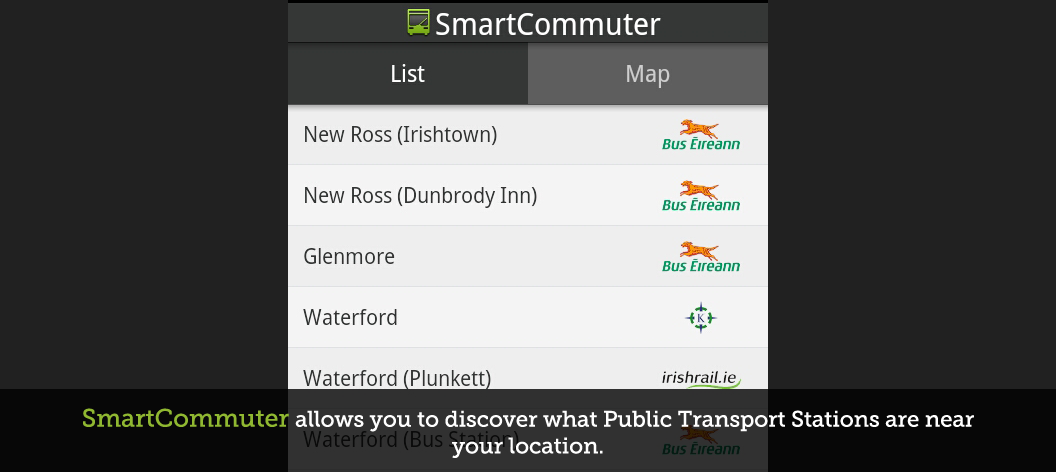 SmartCommuter
List Map
New Ross (Irishtown) Bus Éireann
New Ross (Dunbrody Inn) Bus Éireann
Glenmore Bus Éireann
Waterford K
Waterford (Plunkett) irishrail.ie
SmartCommuter allows you to discover what Public Transport Stations are near
Waterford (Bus Station) Bus Éireann
your location.